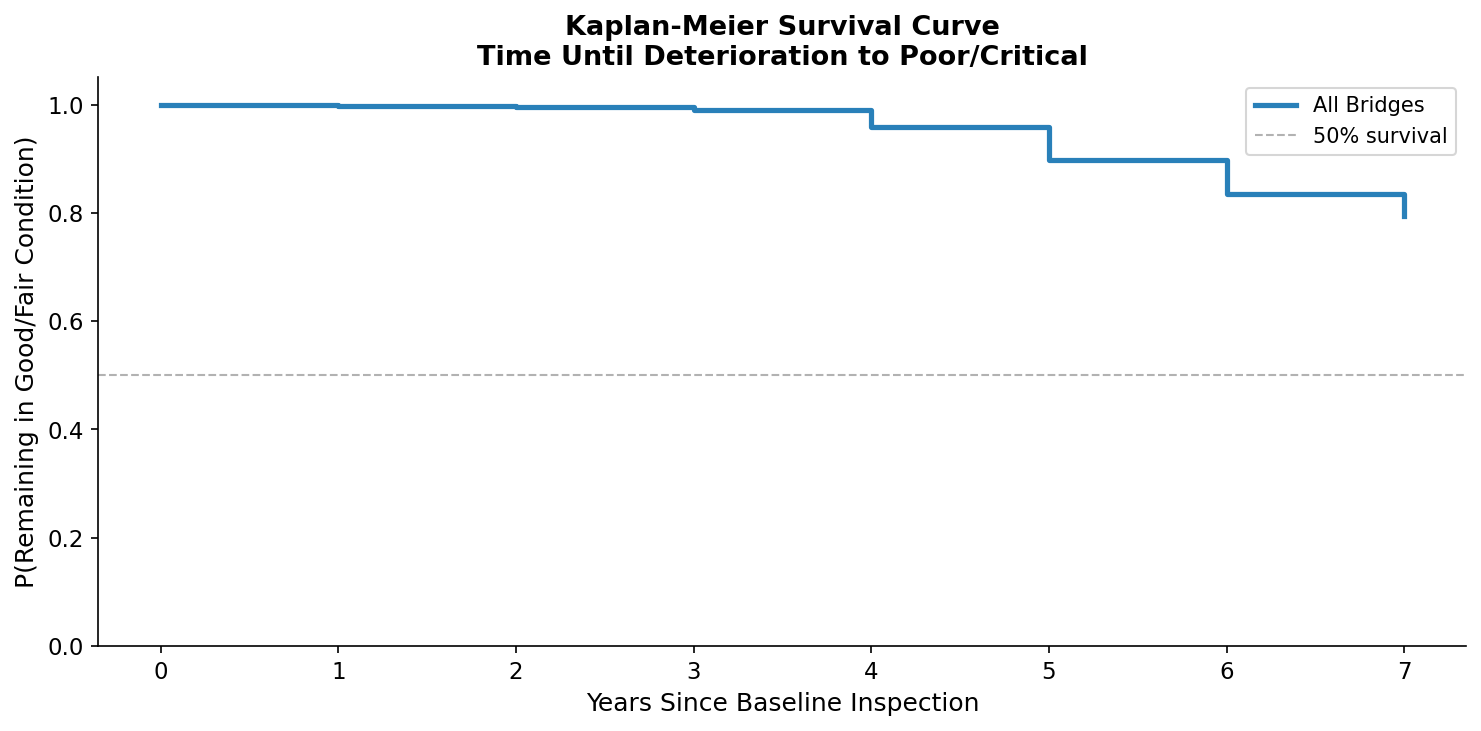 Kaplan-Meier Survival Curve
Time Until Deterioration to Poor/Critical
All Bridges
50% survival
P(Remaining in Good/Fair Condition)
1.0
0.8
0.6
0.4
0.2
0.0
0 1 2 3 4 5 6 7
Years Since Baseline Inspection